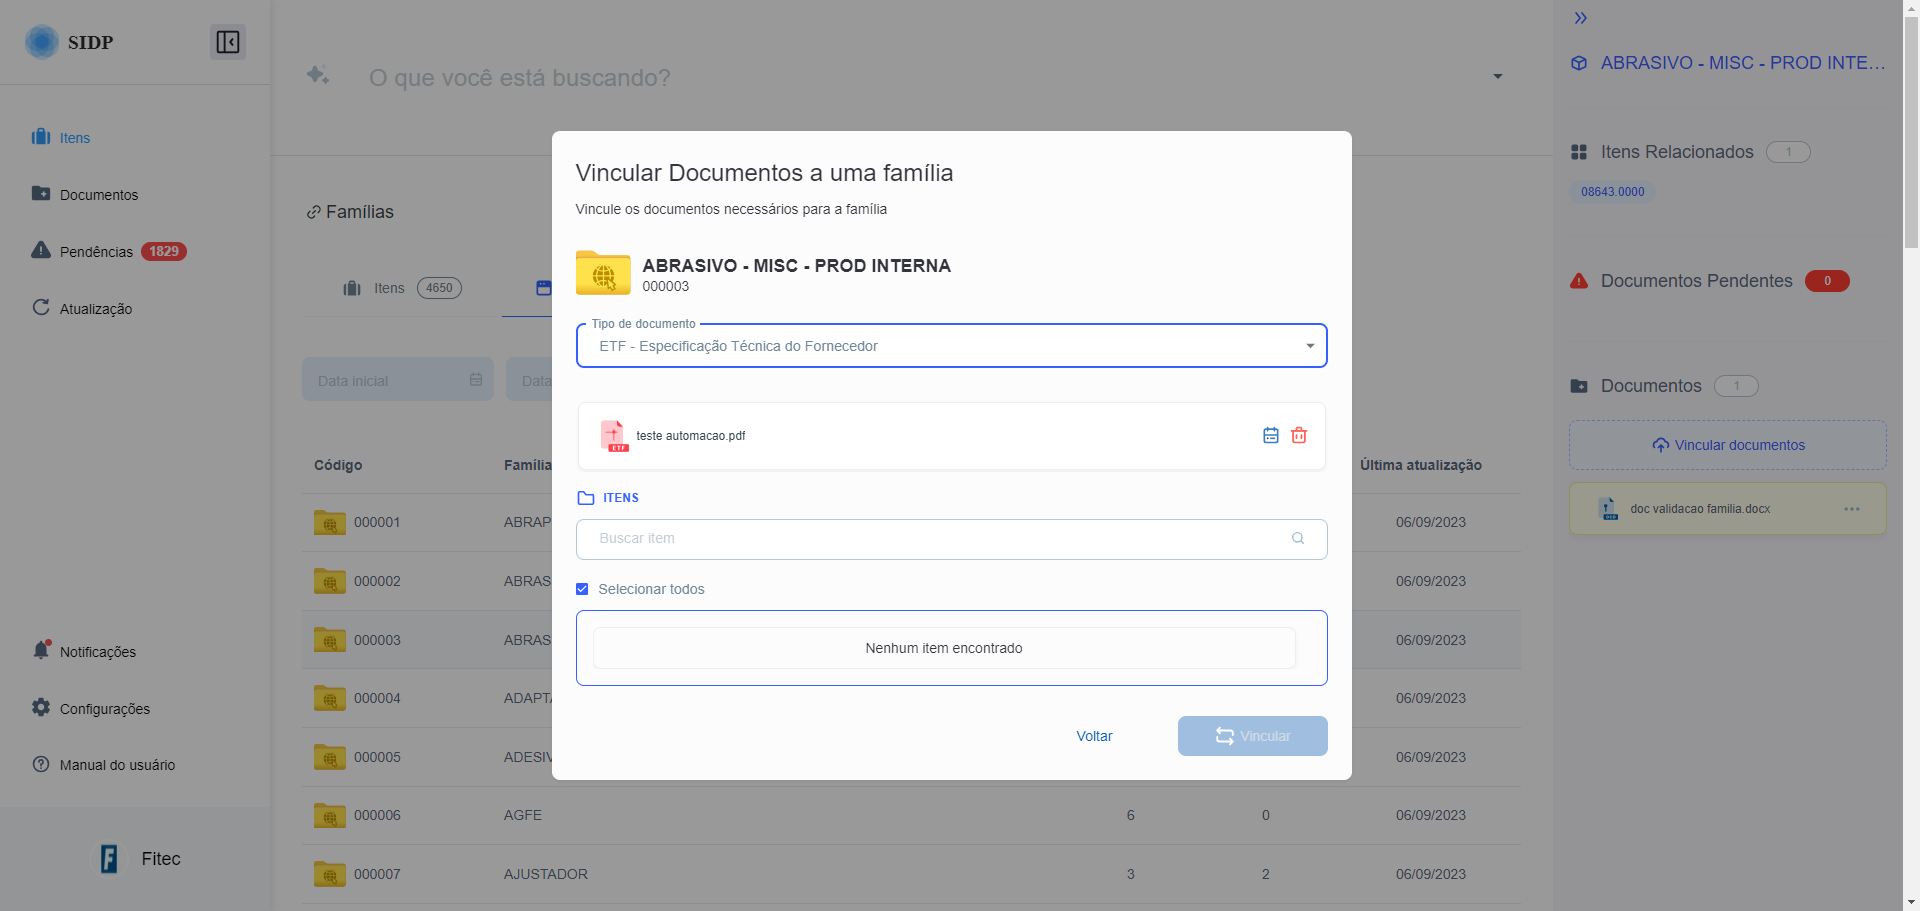 SIDP
Itens
Documentos
Pendências 1829
Atualização
Notificações
Configurações
Manual do usuário
Fitec
O que você está buscando?
Famílias
Itens 4650
Data inicial
Data
Código Família Última atualização
000001 ABRAP 06/09/2023
000002 ABRAS 06/09/2023
000003 ABRAS 06/09/2023
000004 ADAPTA 06/09/2023
000005 ADESIV 06/09/2023
000006 AGFE 6 0 06/09/2023
000007 AJUSTADOR 3 2 06/09/2023
Vincular Documentos a uma família
Vincule os documentos necessários para a família
ABRASIVO - MISC - PROD INTERNA
000003
Tipo de documento
ETF - Especificação Técnica do Fornecedor
ETF
teste automacao.pdf
ITENS
Buscar item
Selecionar todos
Nenhum item encontrado
Voltar
Vincular
ABRASIVO - MISC - PROD INTE...
Itens Relacionados 1
08643.0000
Documentos Pendentes 0
Documentos 1
Vincular documentos
doc validacao familia.docx